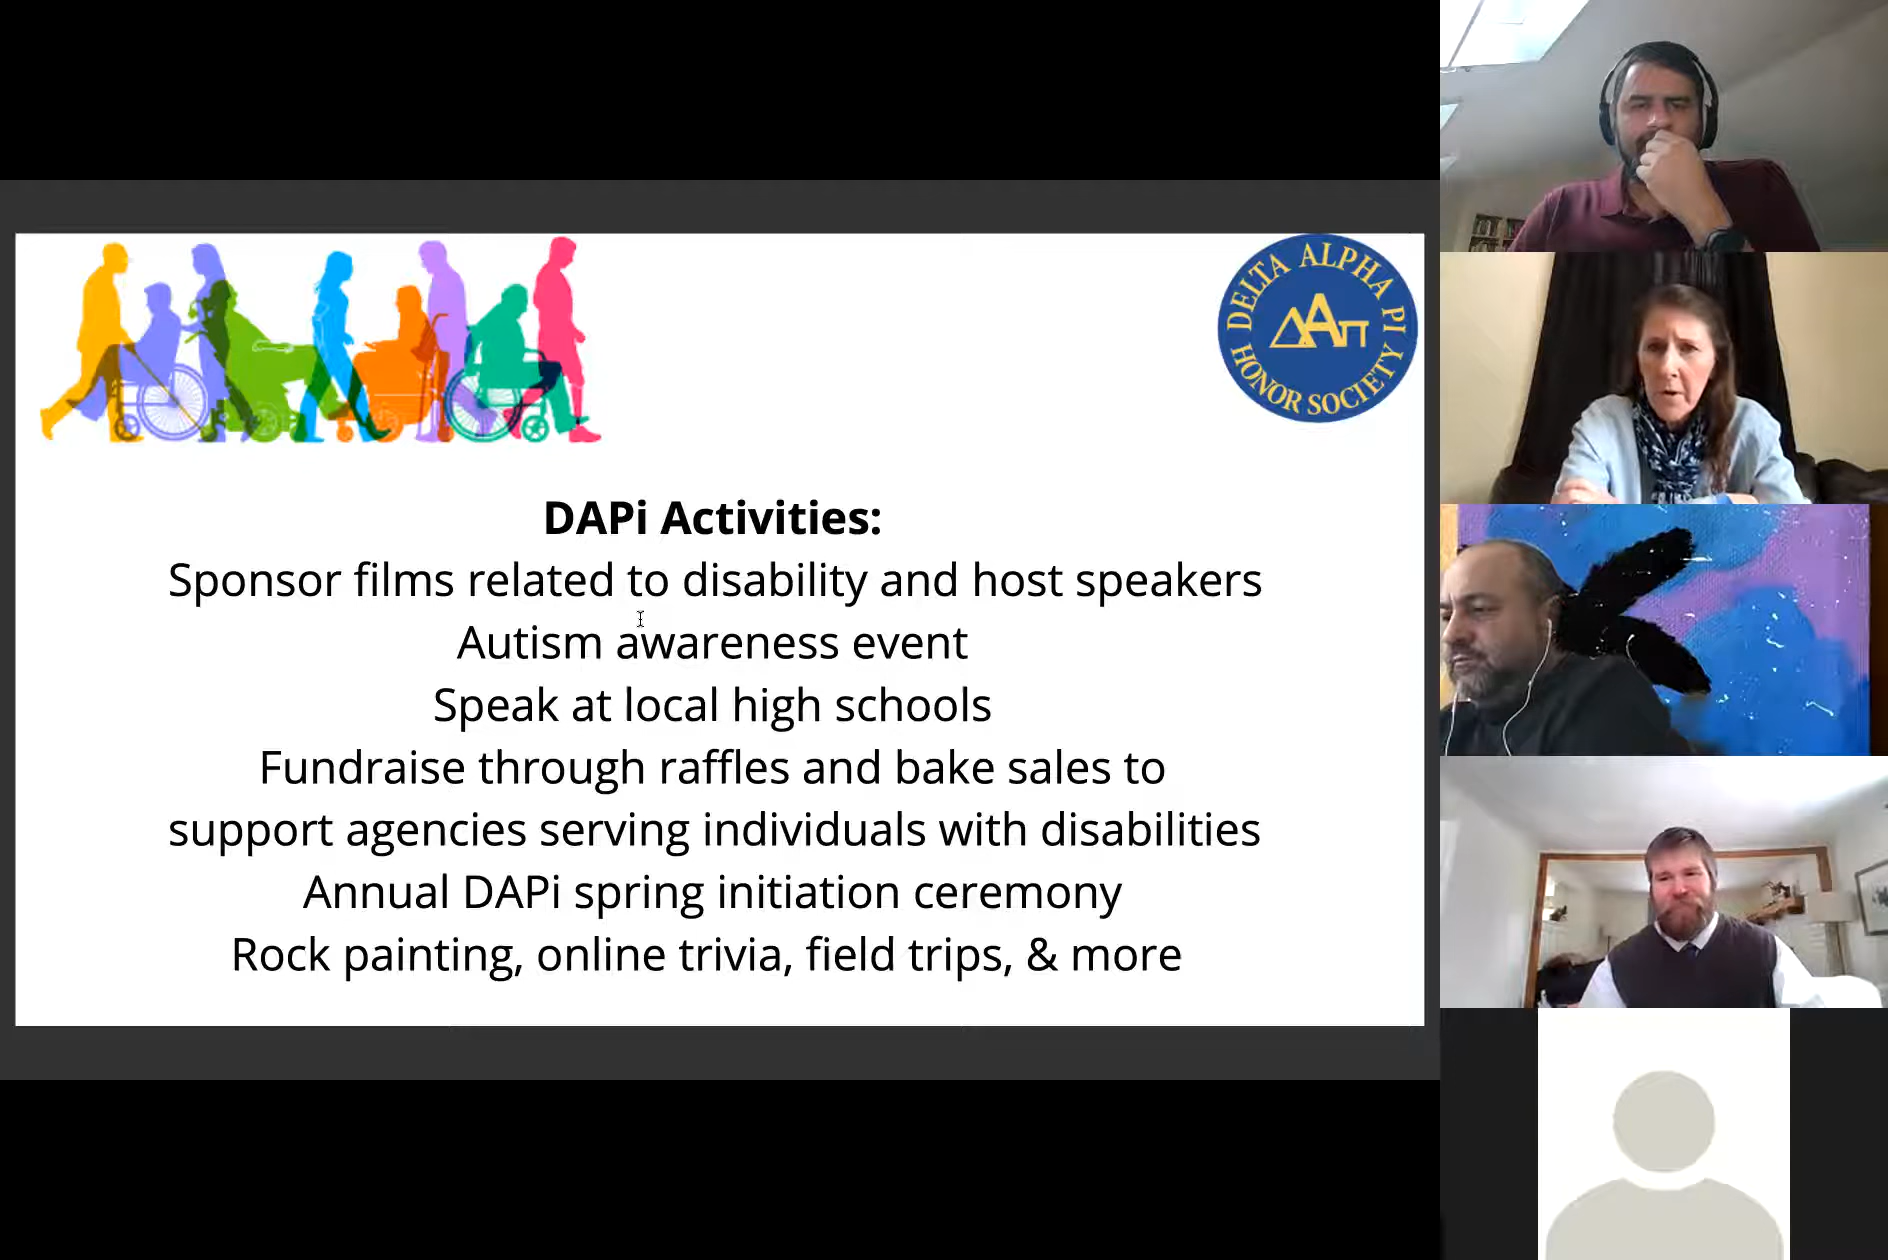 DELTA ALPHA PI
ΔΑπ
HONOR SOCIETY
DAPi Activities:
Sponsor films related to disability and host speakers
Autism awareness event
Speak at local high schools
Fundraise through raffles and bake sales to
support agencies serving individuals with disabilities
Annual DAPi spring initiation ceremony
Rock painting, online trivia, field trips, & more